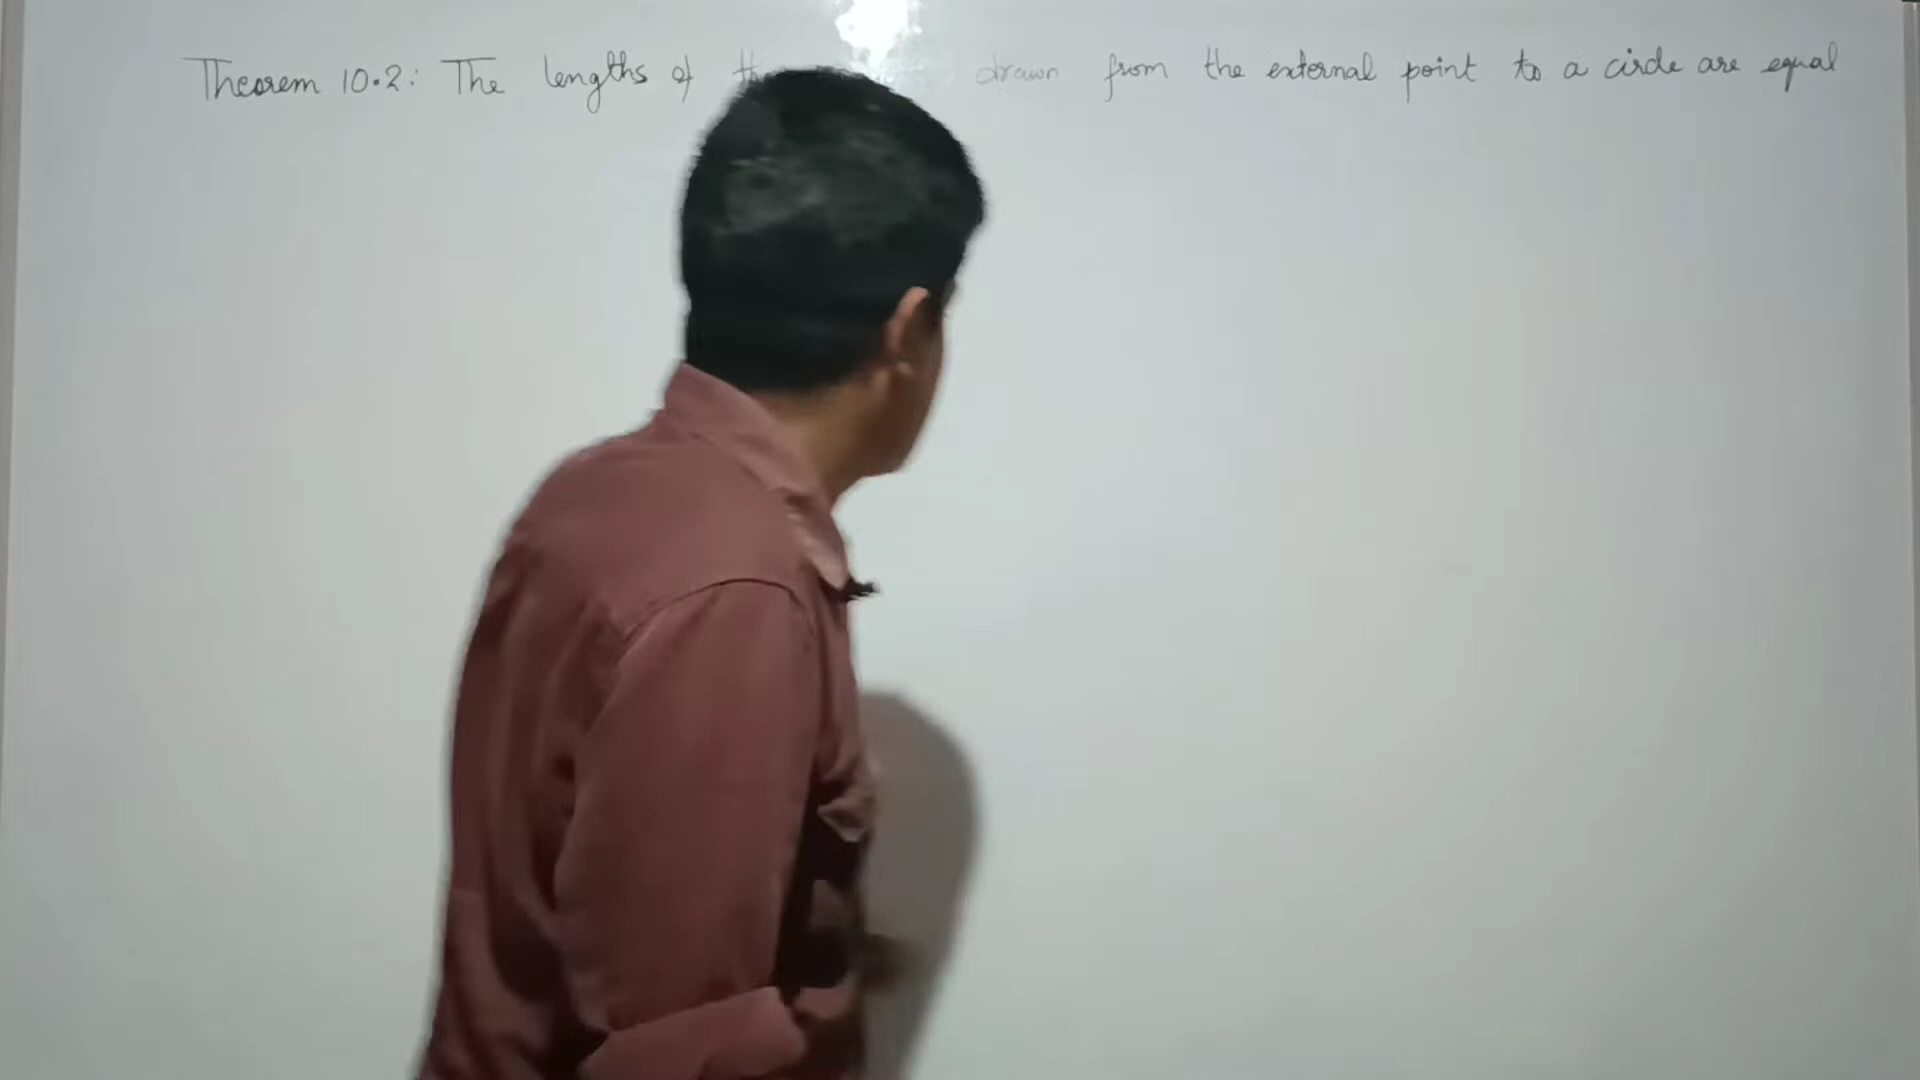 Theorem 10.2: The lengths of drawn from the external point to a circle are equal